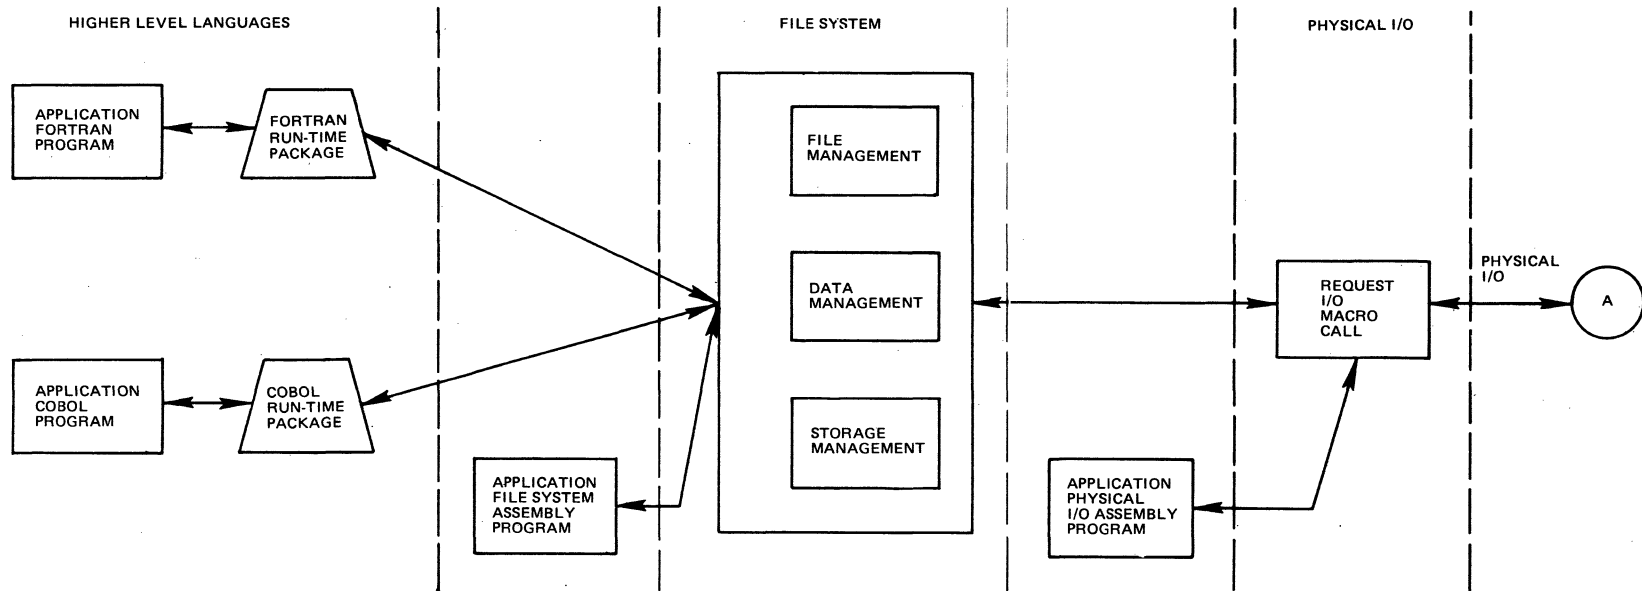 HIGHER LEVEL LANGUAGES
FILE SYSTEM
PHYSICAL I/O
APPLICATION
FORTRAN
PROGRAM
FORTRAN
RUN-TIME
PACKAGE
FILE
MANAGEMENT
DATA
MANAGEMENT
REQUEST
I/O
MACRO
CALL
PHYSICAL
I/O
A
APPLICATION
COBOL
PROGRAM
COBOL
RUN-TIME
PACKAGE
STORAGE
MANAGEMENT
APPLICATION
FILE SYSTEM
ASSEMBLY
PROGRAM
APPLICATION
PHYSICAL
I/O ASSEMBLY
PROGRAM